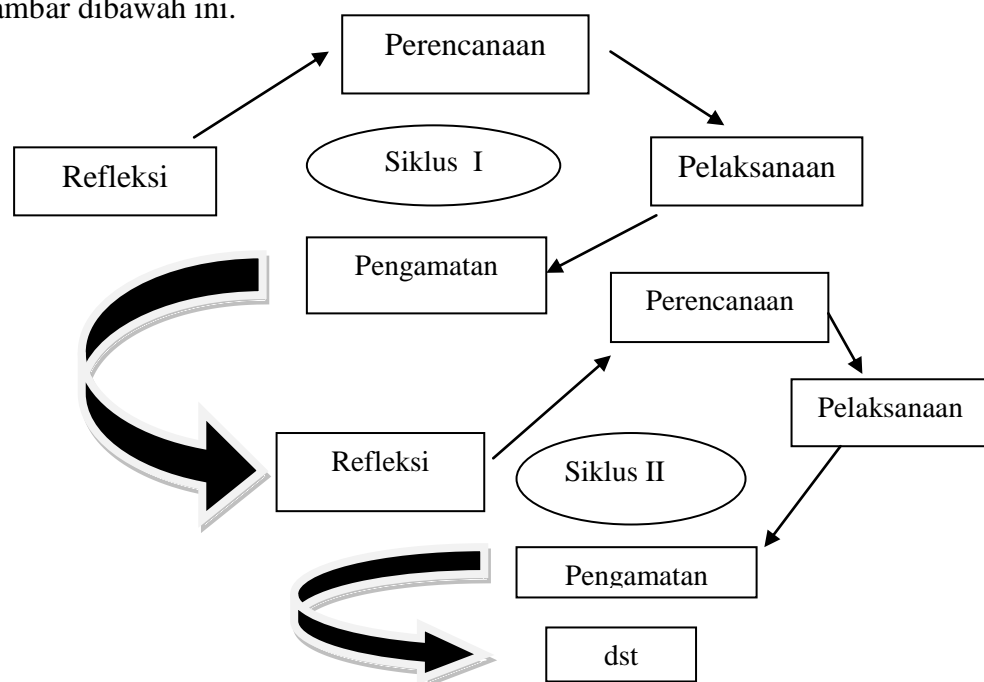 ambar dibawah ini.
Perencanaan
Refleksi
Siklus I
Pelaksanaan
Pengamatan
Perencanaan
Pelaksanaan
Refleksi
Siklus II
Pengamatan
dst